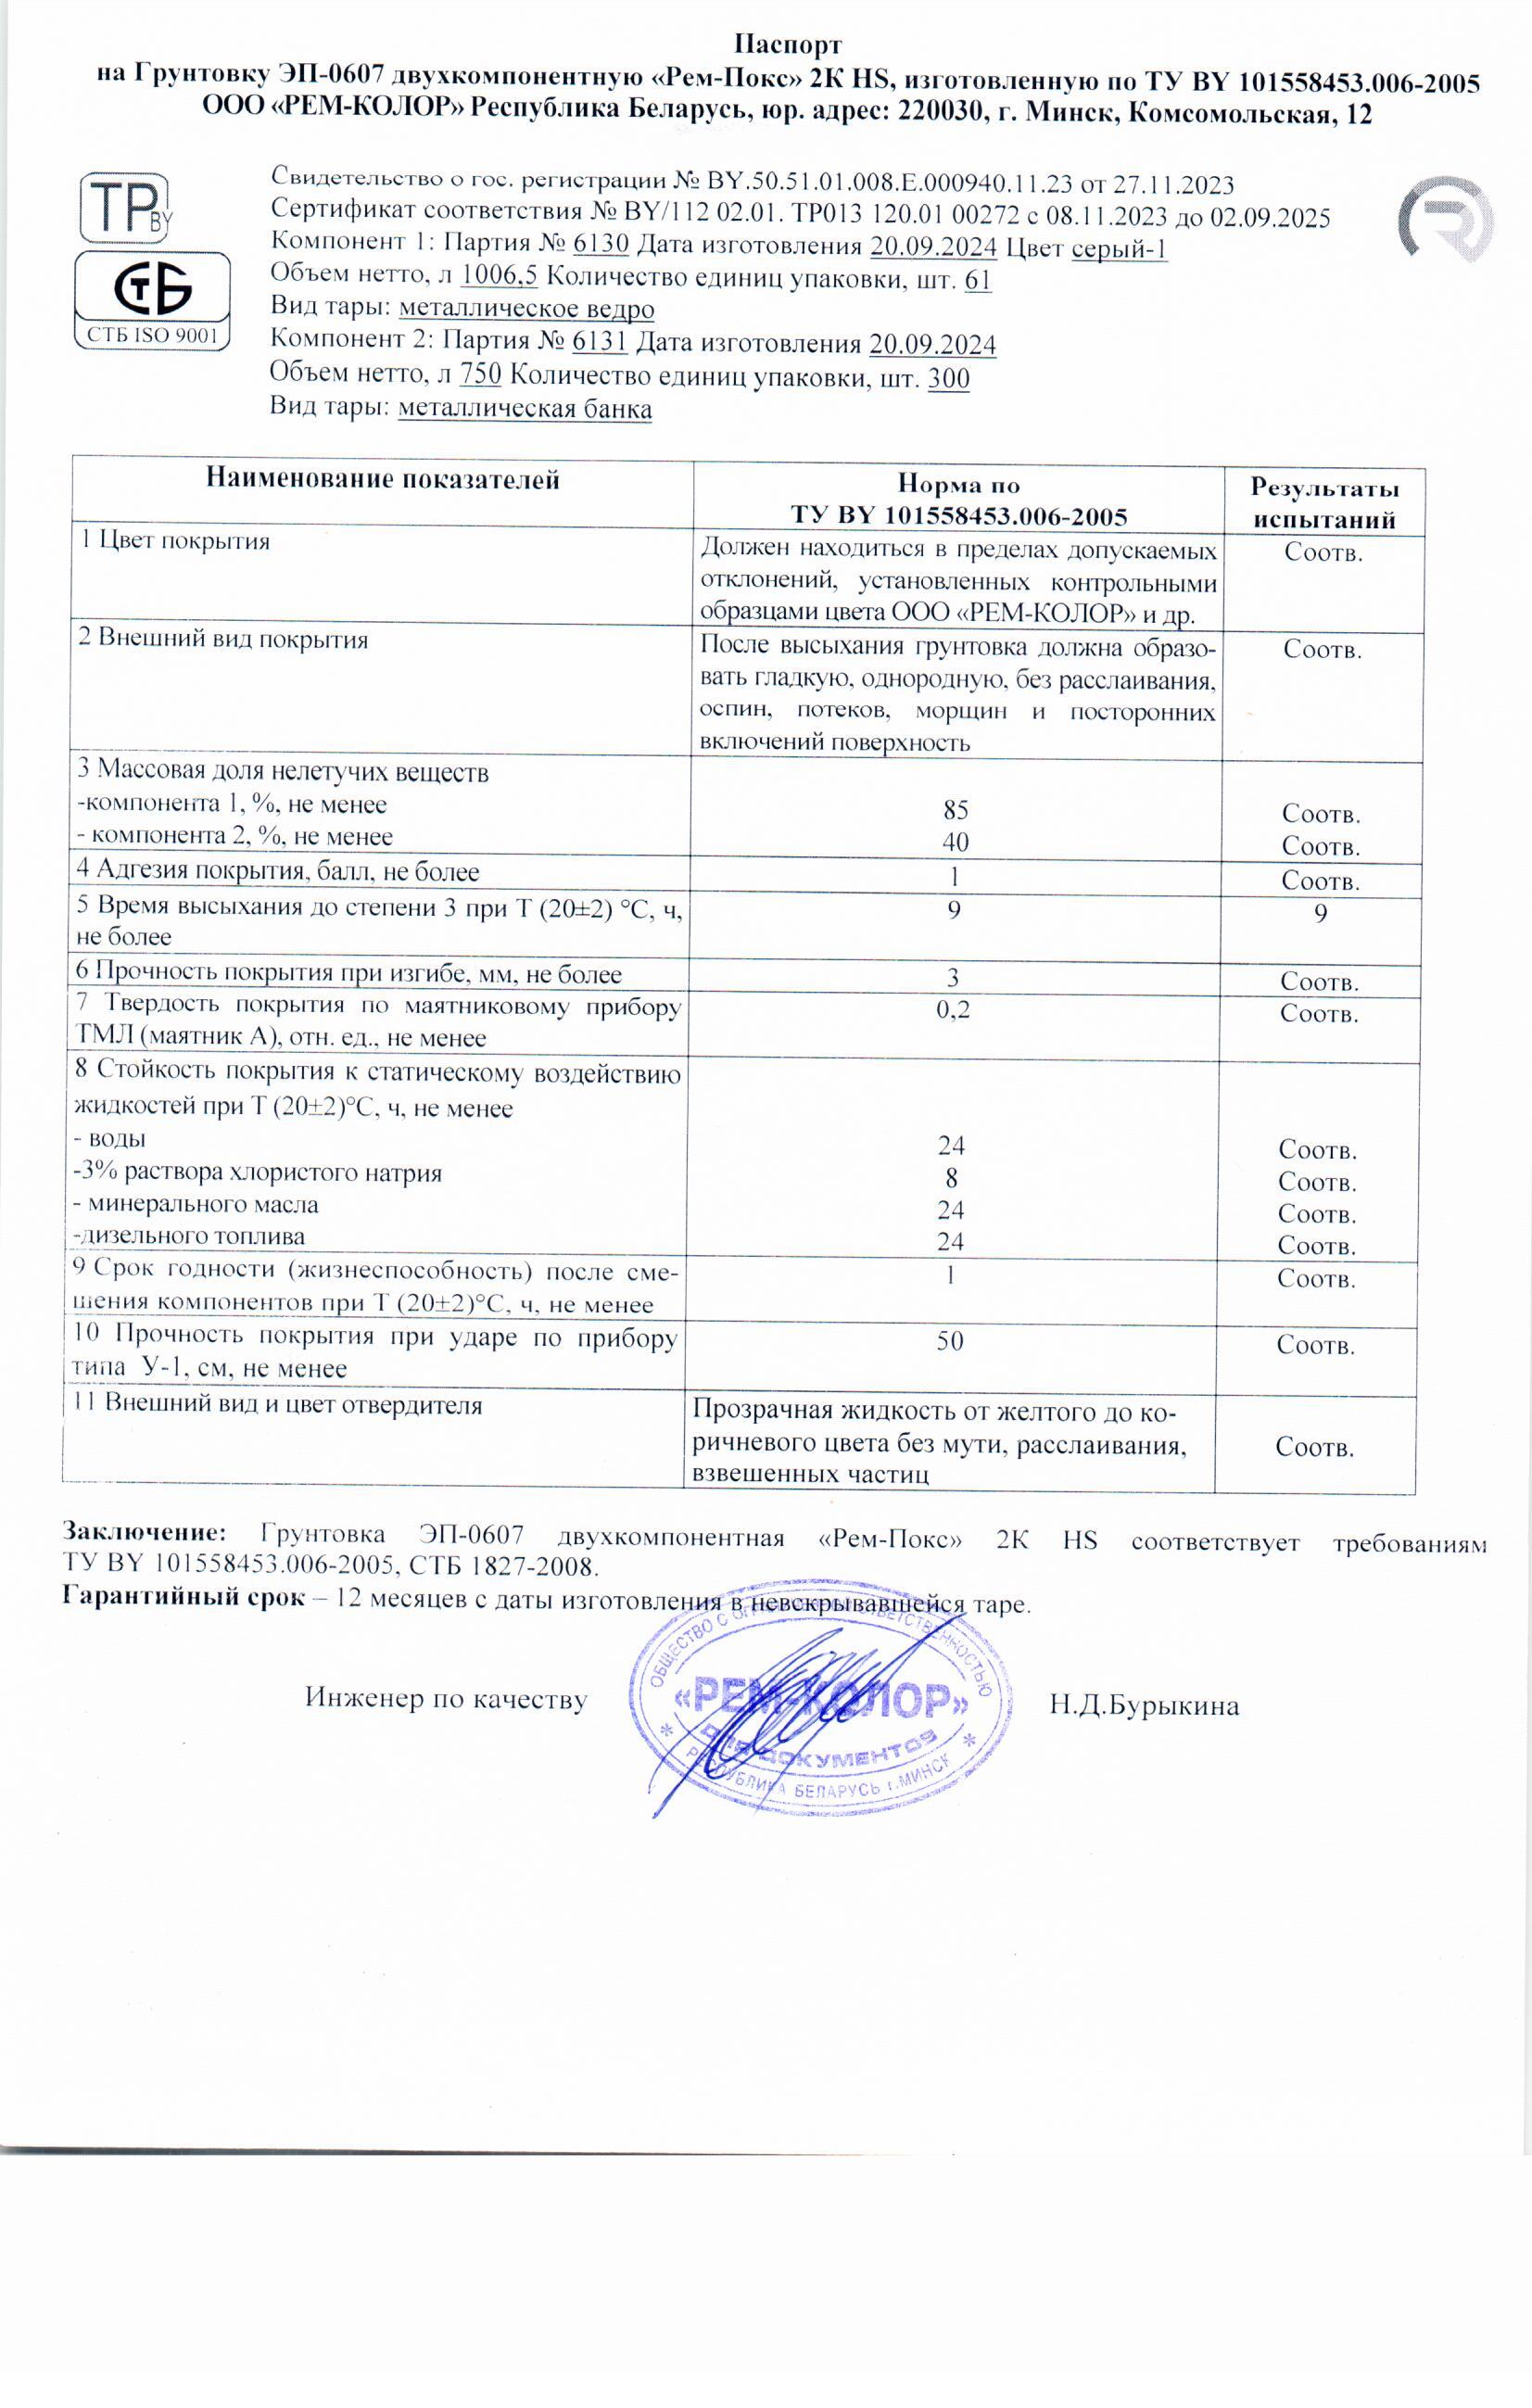 Паспорт
на Грунтовку ЭП-0607 двухкомпонентную «Рем-Покс» 2К HS, изготовленную по ТУ BY 101558453.006-2005
ООО «РЕМ-КОЛОР» Республика Беларусь, юр. адрес: 220030, г. Минск, Комсомольская, 12
ТР BY
СТБ
СТБ ISO 9001
Свидетельство о гос. регистрации № BY.50.51.01.008.E.000940.11.23 от 27.11.2023
Сертификат соответствия № BY/112 02.01. ТР013 120.01 00272 с 08.11.2023 до 02.09.2025
Компонент 1: Партия № 6130 Дата изготовления 20.09.2024 Цвет серый-1
Объем нетто, л 1006,5 Количество единиц упаковки, шт. 61
Вид тары: металлическое ведро
Компонент 2: Партия № 6131 Дата изготовления 20.09.2024
Объем нетто, л 750 Количество единиц упаковки, шт. 300
Вид тары: металлическая банка
Наименование показателей
Норма по
ТУ BY 101558453.006-2005
Результаты
испытаний
1 Цвет покрытия
Должен находиться в пределах допускаемых
отклонений, установленных контрольными
образцами цвета ООО «РЕМ-КОЛОР» и др.
Соотв.
2 Внешний вид покрытия
После высыхания грунтовка должна образо-
вать гладкую, однородную, без расслаивания,
оспин, потеков, морщин и посторонних
включений поверхность
Соотв.
3 Массовая доля нелетучих веществ
-компонента 1, %, не менее 85 Соотв.
- компонента 2, %, не менее 40 Соотв.
4 Адгезия покрытия, балл, не более 1 Соотв.
5 Время высыхания до степени 3 при Т (20±2) °С, ч, 9 9
не более
6 Прочность покрытия при изгибе, мм, не более 3 Соотв.
7 Твердость покрытия по маятниковому прибору 0,2 Соотв.
ТМЛ (маятник А), отн. ед., не менее
8 Стойкость покрытия к статическому воздействию
жидкостей при Т (20±2)°С, ч, не менее
- воды 24 Соотв.
-3% раствора хлористого натрия 8 Соотв.
- минерального масла 24 Соотв.
-дизельного топлива 24 Соотв.
9 Срок годности (жизнеспособность) после сме- 1 Соотв.
шения компонентов при Т (20±2)°С, ч, не менее
10 Прочность покрытия при ударе по прибору 50 Соотв.
типа У-1, см, не менее
11 Внешний вид и цвет отвердителя
Прозрачная жидкость от желтого до ко-
ричневого цвета без мути, расслаивания,
взвешенных частиц
Соотв.
Заключение: Грунтовка ЭП-0607 двухкомпонентная «Рем-Покс» 2К HS соответствует требованиям
ТУ BY 101558453.006-2005, СТБ 1827-2008.
Гарантийный срок – 12 месяцев с даты изготовления в невскрывавшейся таре.
Инженер по качеству
Н.Д.Бурыкина
ОБЩЕСТВО С ОГРАНИЧЕННОЙ ОТВЕТСТВЕННОСТЬЮ
«РЕМ-КОЛОР»
ДЛЯ ДОКУМЕНТОВ
* РЕСПУБЛИКА БЕЛАРУСЬ г.МИНСК *